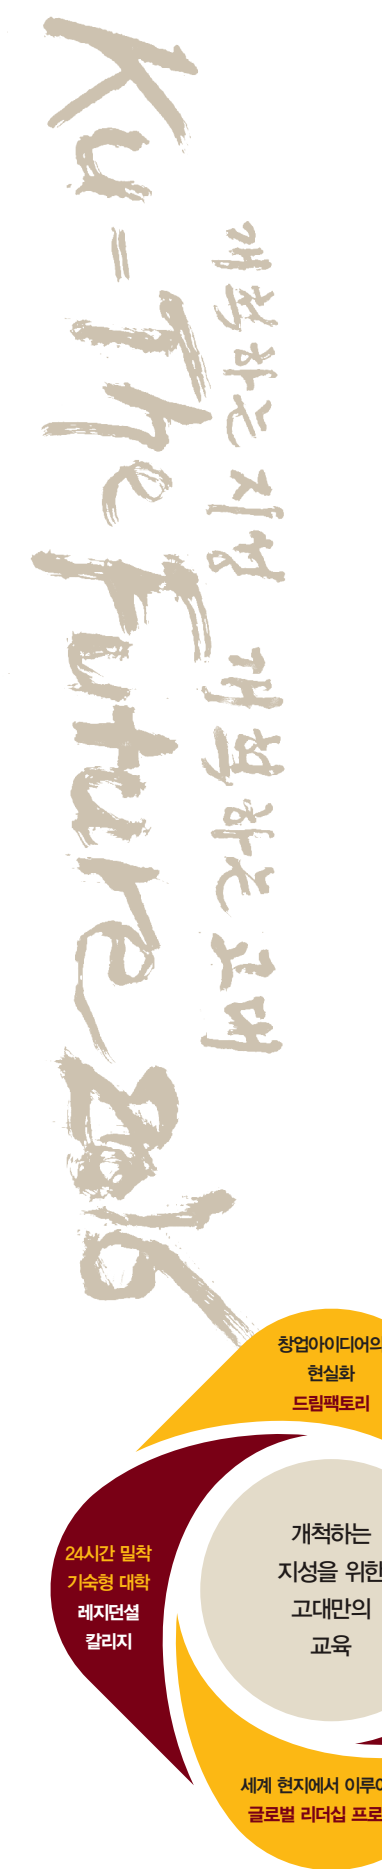 Ku - The Future 2016
개척하는 지성 개벽하는 고대
창업아이디어의
현실화
드림팩토리
24시간 밀착
기숙형 대학
레지던셜
칼리지
개척하는
지성을 위한
고대만의
교육
세계 현지에서 이루어
글로벌 리더십 프로